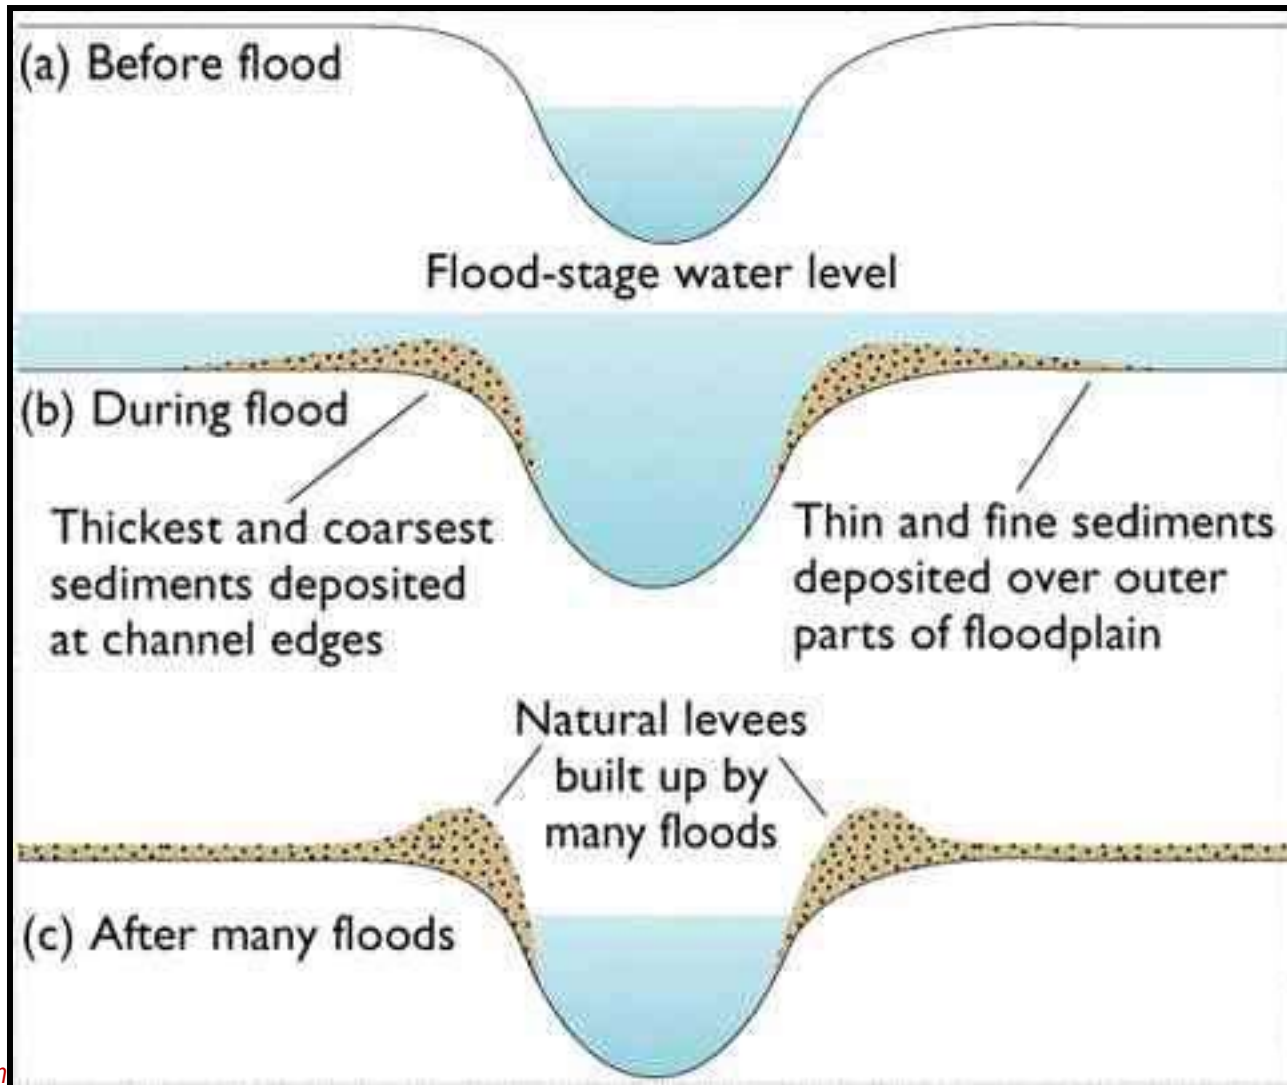 (a) Before flood
Flood-stage water level
(b) During flood
Thickest and coarsest
sediments deposited
at channel edges
Thin and fine sediments
deposited over outer
parts of floodplain
Natural levees
built up by
many floods
(c) After many floods